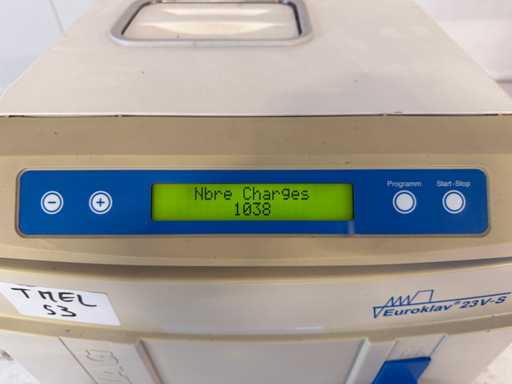 Nbre Charges
1038
Programm
Start-Stop
− +
TMEL
53
Euroklav® 23V-S